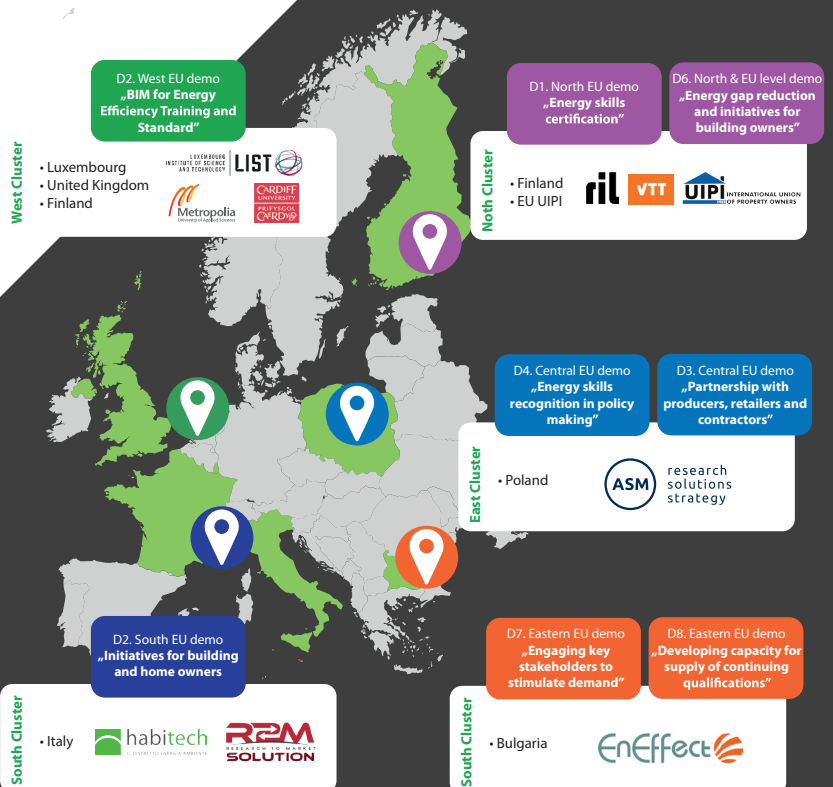 D2. West EU demo
„BIM for Energy
Efficiency Training and
Standard”
West Cluster
• Luxembourg
• United Kingdom
• Finland
LUXEMBOURG
INSTITUTE OF SCIENCE
AND TECHNOLOGY
LIST
Metropolia
University of Applied Sciences
CARDIFF
UNIVERSITY
PRIFYSGOL
CAERDYDD
D1. North EU demo
„Energy skills
certification”
D6. North & EU level demo
„Energy gap reduction
and initiatives for
building owners”
Noth Cluster
• Finland
• EU UIPI
ril
VTT
UIPI
INTERNATIONAL UNION
OF PROPERTY OWNERS
D4. Central EU demo
„Energy skills
recognition in policy
making”
D3. Central EU demo
„Partnership with
producers, retailers and
contractors”
East Cluster
• Poland
ASM
research
solutions
strategy
D2. South EU demo
„Initiatives for building
and home owners
South Cluster
• Italy
habitech
IL DISTRETTO ENERGIA AMBIENTE
R2M
RESEARCH TO MARKET
SOLUTION
D7. Eastern EU demo
„Engaging key
stakeholders to
stimulate demand”
D8. Eastern EU demo
„Developing capacity for
supply of continuing
qualifications”
South Cluster
• Bulgaria
EnEffect